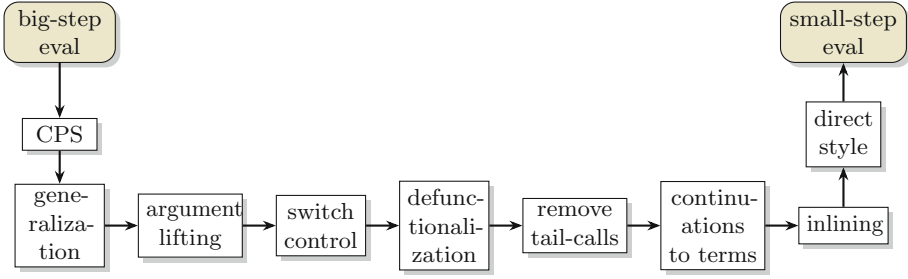 big-step
eval
CPS
gene-
raliza-
tion
argument
lifting
switch
control
defunc-
tionali-
zation
remove
tail-calls
continu-
ations
to terms
inlining
direct
style
small-step
eval